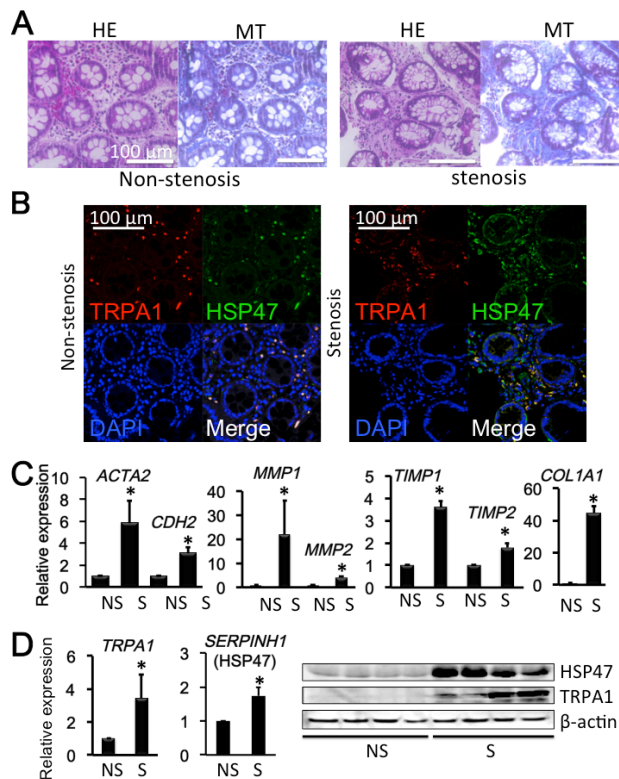 A
HE MT HE MT
100 µm
Non-stenosis stenosis
B
100 µm 100 µm
Non-stenosis
TRPA1 HSP47
DAPI Merge
Stenosis
TRPA1 HSP47
DAPI Merge
C
Relative expression
ACTA2
CDH2
10
8
6
4
2
0
* *
NS S NS S
MMP1
MMP2
40
20
0
* *
NS S NS S
TIMP1
TIMP2
5
4
3
2
1
0
* *
NS S NS S
COL1A1
60
40
20
0
*
NS S
D
Relative expression
TRPA1
6
4
2
0
*
NS S
SERPINH1
(HSP47)
3
2
1
0
*
NS S
HSP47
TRPA1
β-actin
NS S